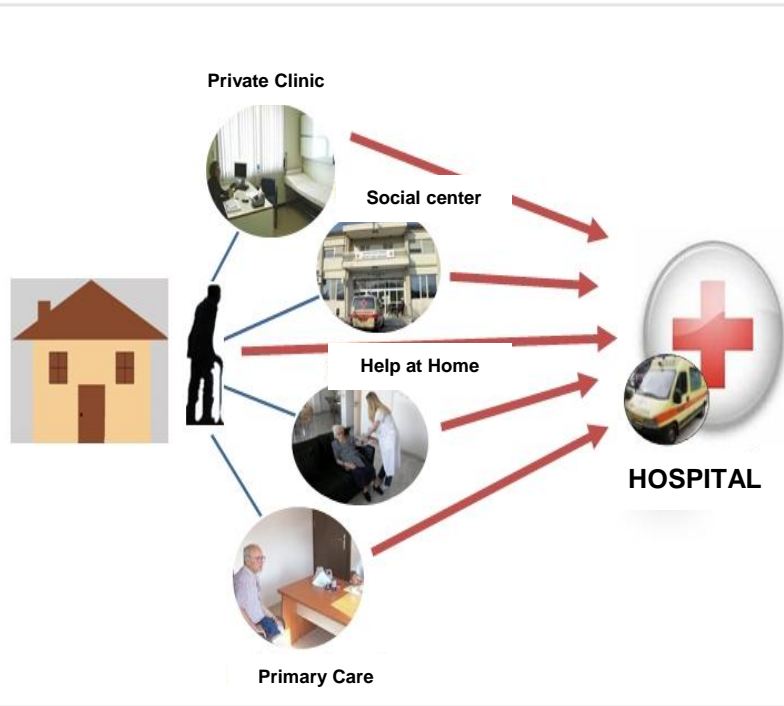 Private Clinic
Social center
Help at Home
HOSPITAL
Primary Care